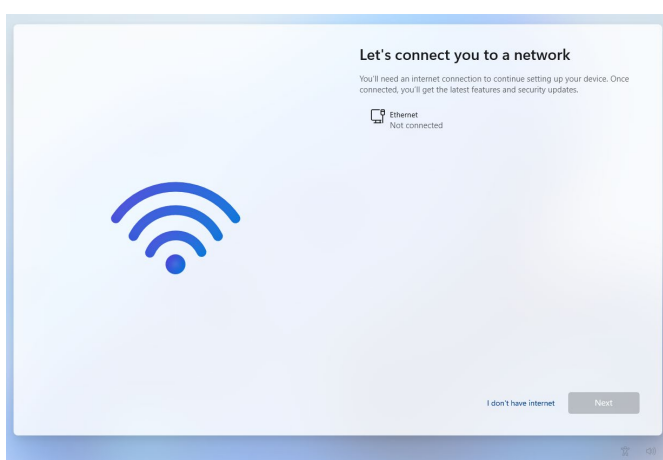 Let's connect you to a network
You'll need an internet connection to continue setting up your device. Once
connected, you'll get the latest features and security updates.
Ethernet
Not connected
I don't have internet
Next